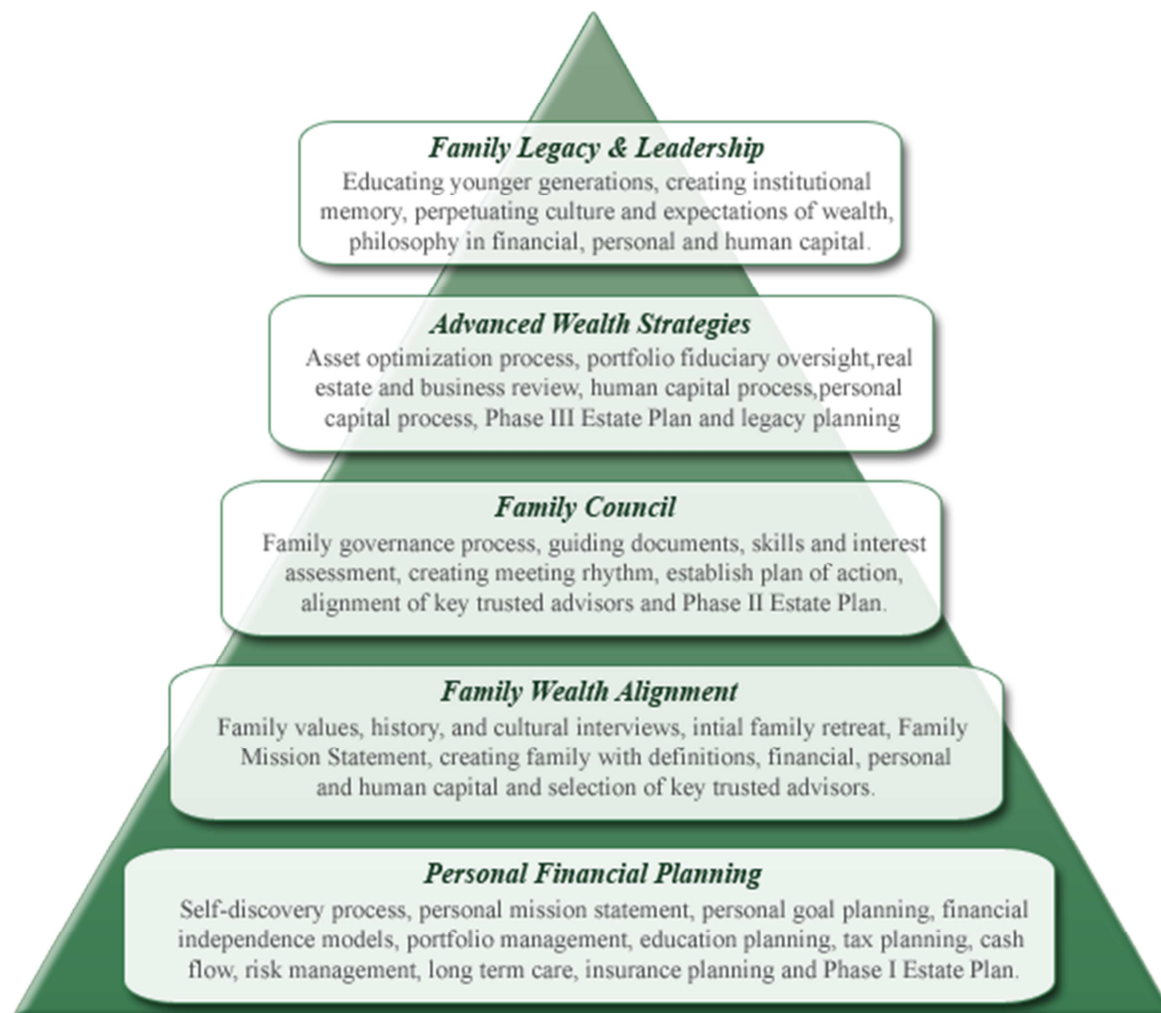 Family Legacy & Leadership
Educating younger generations, creating institutional
memory, perpetuating culture and expectations of wealth,
philosophy in financial, personal and human capital.
Advanced Wealth Strategies
Asset optimization process, portfolio fiduciary oversight,real
estate and business review, human capital process,personal
capital process, Phase III Estate Plan and legacy planning
Family Council
Family governance process, guiding documents, skills and interest
assessment, creating meeting rhythm, establish plan of action,
alignment of key trusted advisors and Phase II Estate Plan.
Family Wealth Alignment
Family values, history, and cultural interviews, intial family retreat, Family
Mission Statement, creating family with definitions, financial, personal
and human capital and selection of key trusted advisors.
Personal Financial Planning
Self-discovery process, personal mission statement, personal goal planning, financial
independence models, portfolio management, education planning, tax planning, cash
flow, risk management, long term care, insurance planning and Phase I Estate Plan.